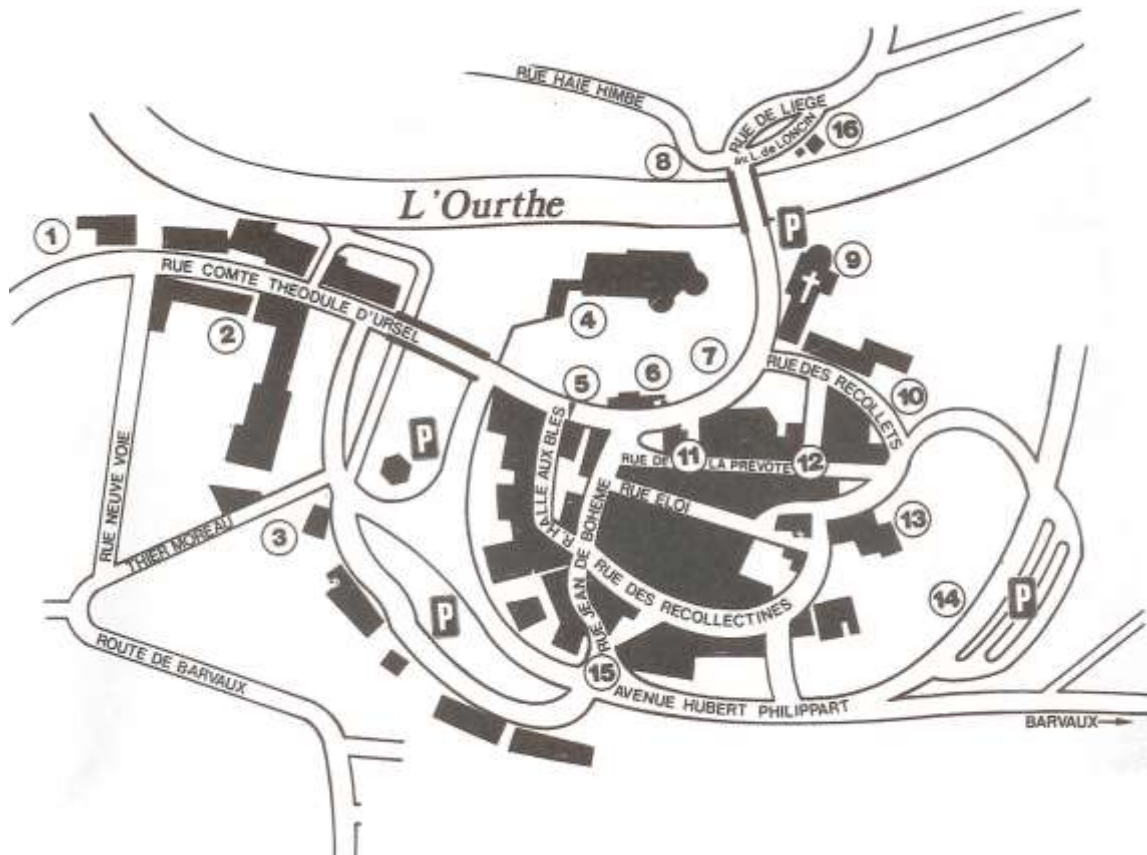 RUE HAIE HIMBE
RUE DE LIEGE
av. L. de LONCIN
16
8
L'Ourthe
P
1
9
RUE COMTE THEODULE D'URSEL
2
4
7
6
5
RUE DES RECOLLETS
10
P
R. HALLE AUX BLES
11
12
RUE DE LA PREVOTE
RUE ELOI
RUE NEUVE VOIE
THIER MOREAU
3
13
RUE JEAN DE BOHEME
RUE DES RECOLLECTINES
14
P
P
ROUTE DE BARVAUX
15
AVENUE HUBERT PHILIPPART
BARVAUX→